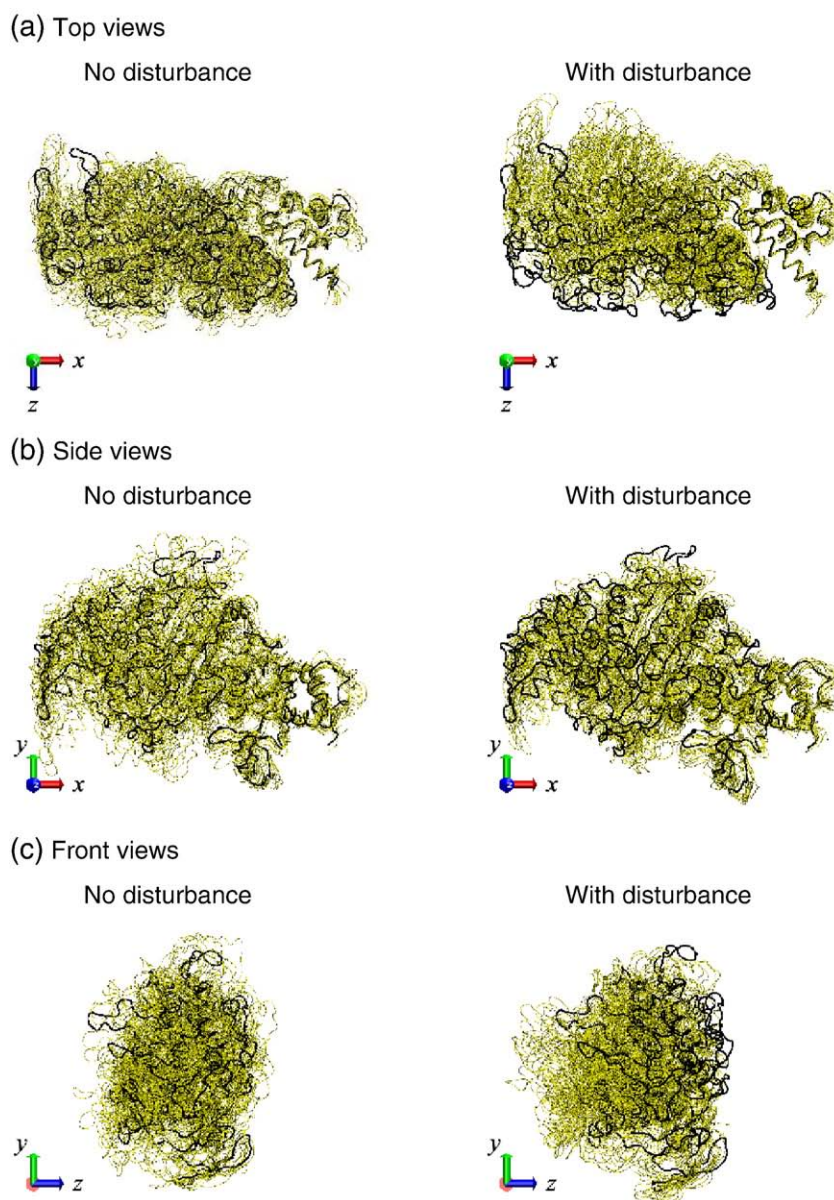 (a) Top views
No disturbance
With disturbance
x
z
x
z
(b) Side views
No disturbance
With disturbance
y
x
y
x
(c) Front views
No disturbance
With disturbance
y
z
y
z